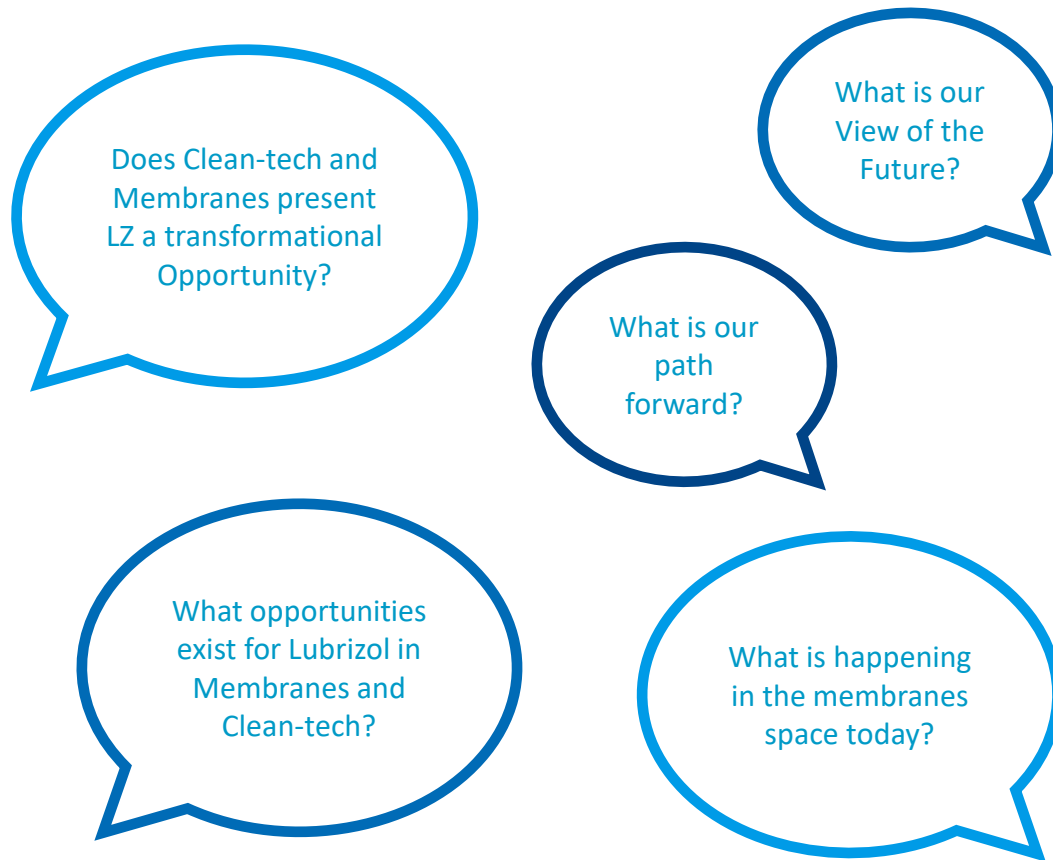 Does Clean-tech and
Membranes present
LZ a transformational
Opportunity?
What is our
View of the
Future?
What is our
path
forward?
What opportunities
exist for Lubrizol in
Membranes and
Clean-tech?
What is happening
in the membranes
space today?